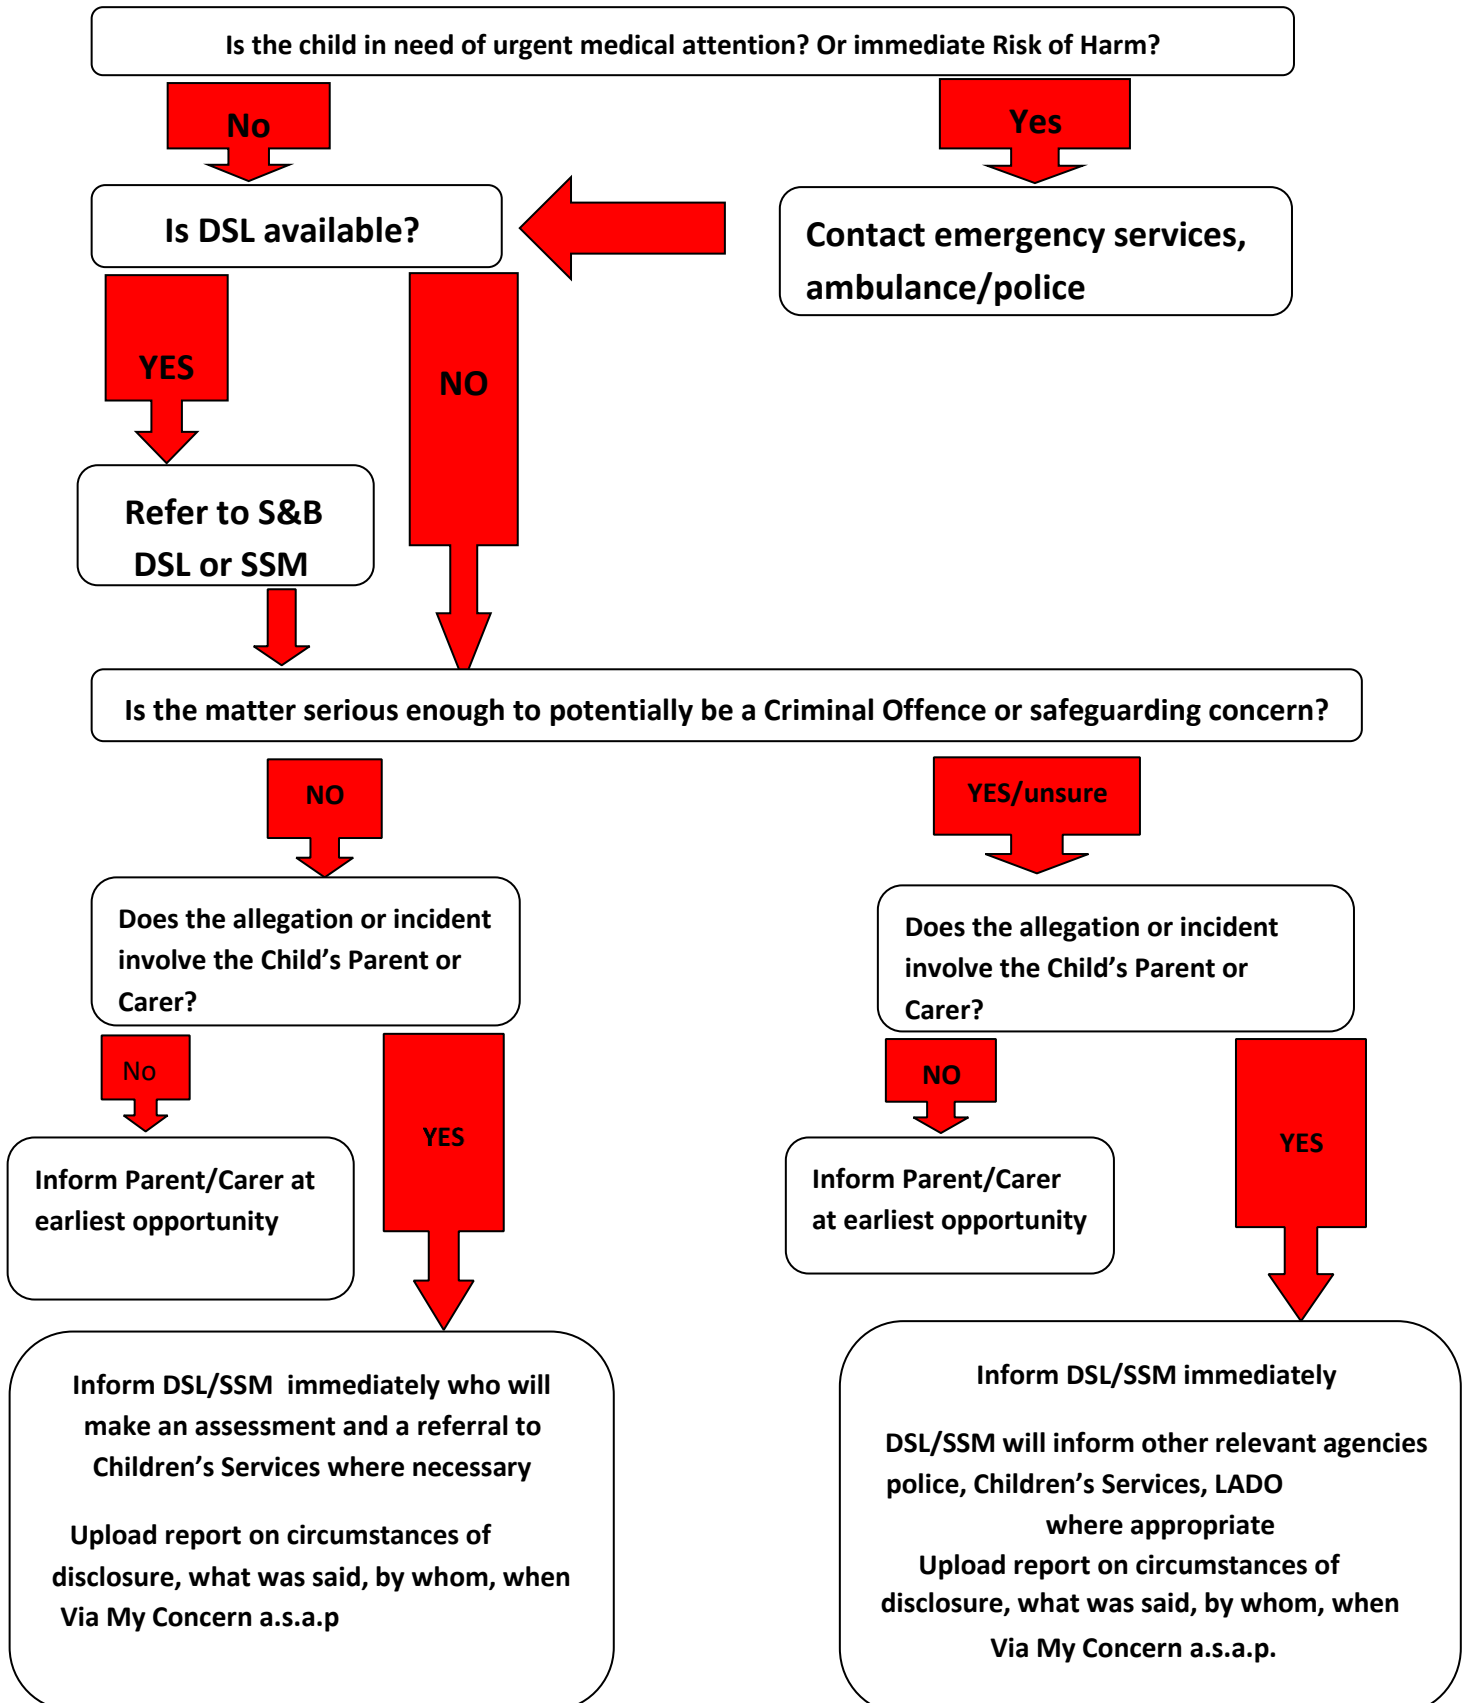 Is the child in need of urgent medical attention? Or immediate Risk of Harm?
No
Yes
Is DSL available?
Contact emergency services,
ambulance/police
YES
NO
Refer to S&B
DSL or SSM
Is the matter serious enough to potentially be a Criminal Offence or safeguarding concern?
NO
YES/unsure
Does the allegation or incident
involve the Child’s Parent or
Carer?
Does the allegation or incident
involve the Child’s Parent or
Carer?
No
YES
NO
YES
Inform Parent/Carer at
earliest opportunity
Inform Parent/Carer
at earliest opportunity
Inform DSL/SSM  immediately who will
make an assessment and a referral to
Children’s Services where necessary
Upload report on circumstances of
disclosure, what was said, by whom, when
Via My Concern a.s.a.p
Inform DSL/SSM immediately
DSL/SSM will inform other relevant agencies
police, Children’s Services, LADO
where appropriate
Upload report on circumstances of
disclosure, what was said, by whom, when
Via My Concern a.s.a.p.